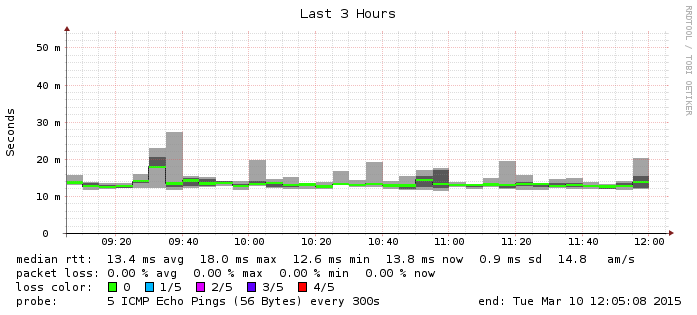 Last 3 Hours
RRDTOOL / TOBI OETIKER
Seconds
50 m
40 m
30 m
20 m
10 m
0
09:20 09:40 10:00 10:20 10:40 11:00 11:20 11:40 12:00
median rtt: 13.4 ms avg 18.0 ms max 12.6 ms min 13.8 ms now 0.9 ms sd 14.8 am/s
packet loss: 0.00 % avg 0.00 % max 0.00 % min 0.00 % now
loss color: 0 1/5 2/5 3/5 4/5
probe: 5 ICMP Echo Pings (56 Bytes) every 300s end: Tue Mar 10 12:05:08 2015